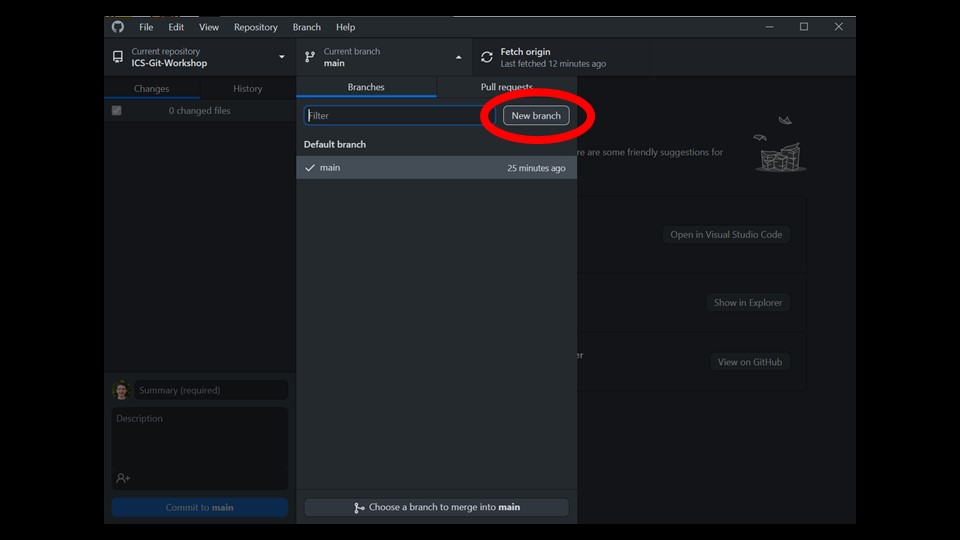 File Edit View Repository Branch Help
Current repository
ICS-Git-Workshop
Current branch
main
Fetch origin
Last fetched 12 minutes ago
Changes History
0 changed files
Branches Pull requests
Filter New branch
Default branch
main 25 minutes ago
re are some friendly suggestions for
Open in Visual Studio Code
Show in Explorer
er
View on GitHub
Summary (required)
Description
Commit to main
Choose a branch to merge into main